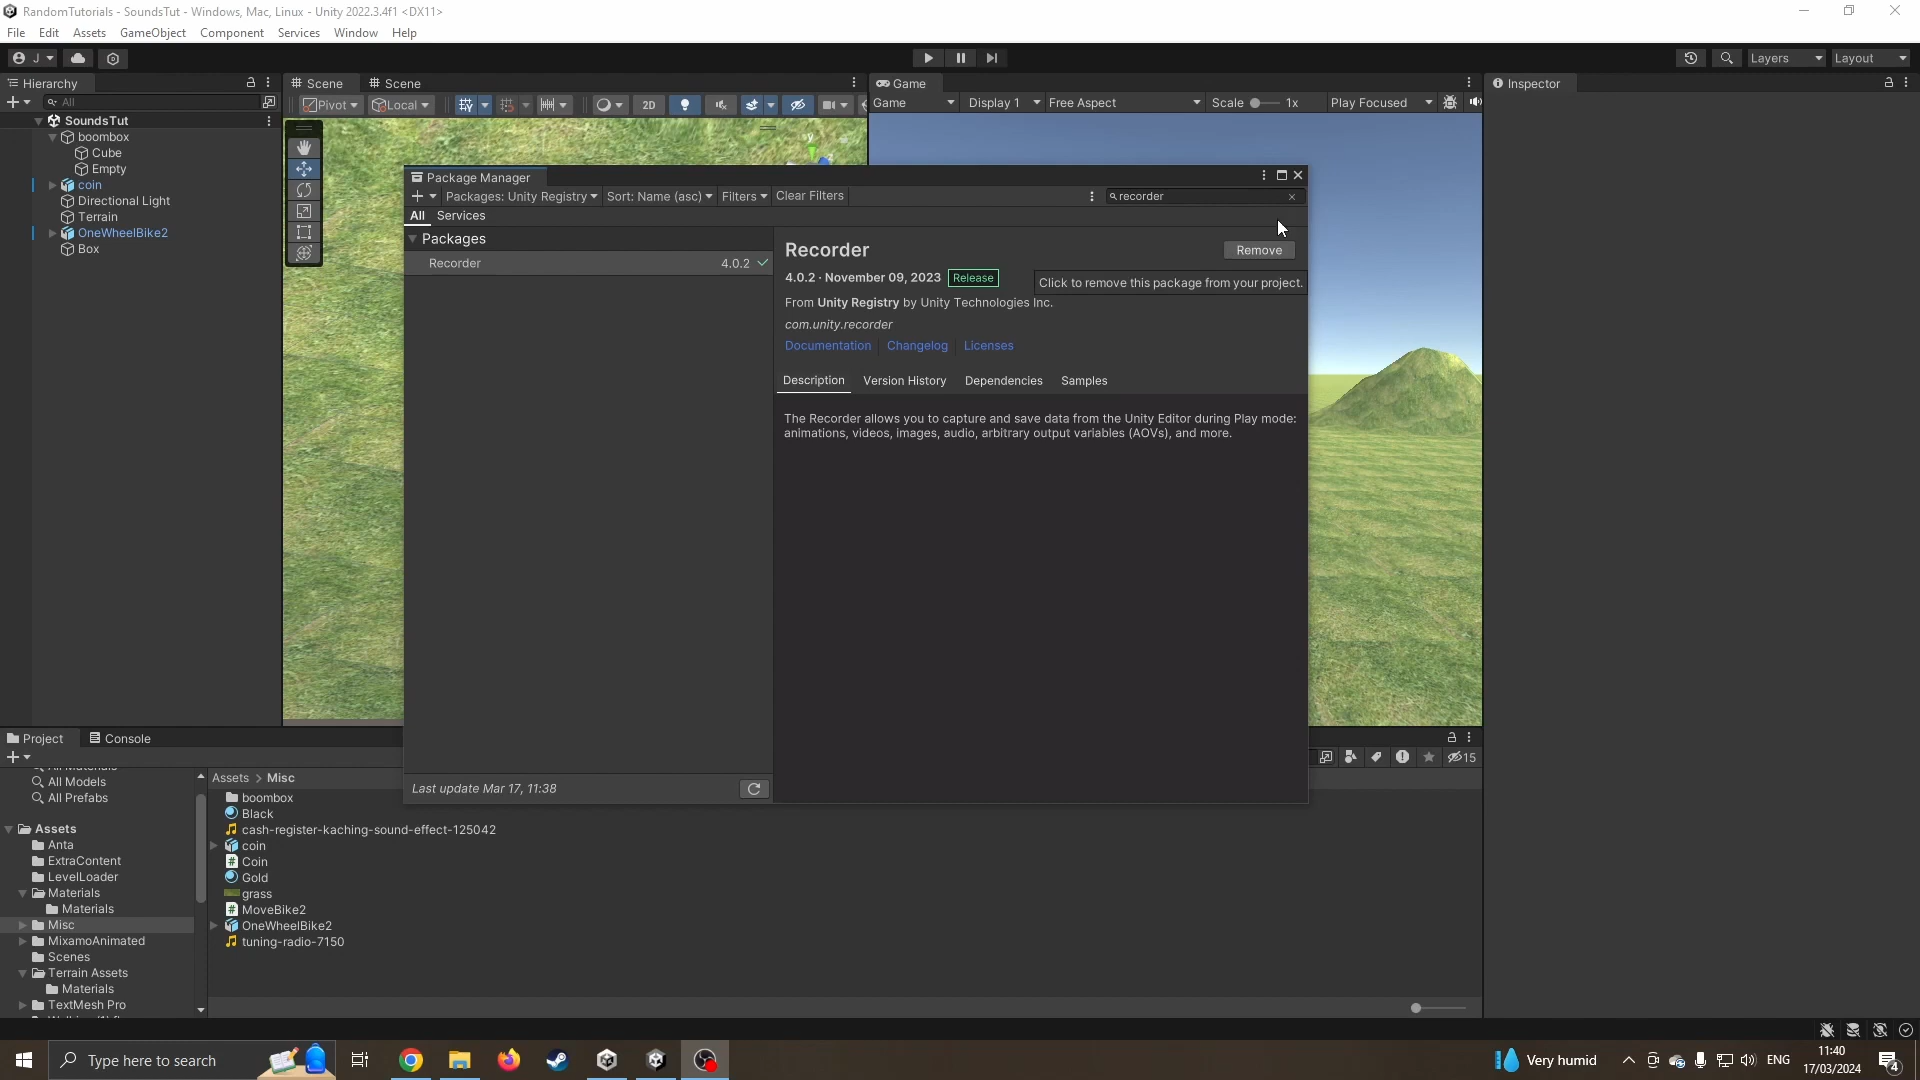 RandomTutorials - SoundsTut - Windows, Mac, Linux - Unity 2022.3.4f1 <DX11>
File Edit Assets GameObject Component Services Window Help
J Layers Layout
Hierarchy Scene Scene Game Inspector
All Pivot Local 2D Game Display 1 Free Aspect Scale 1x Play Focused
SoundsTut
boombox
Cube
Empty
coin
Directional Light
Terrain
OneWheelBike2
Box
y
Package Manager
Packages: Unity Registry Sort: Name (asc) Filters Clear Filters recorder
All Services
Packages
Recorder 4.0.2
Recorder
Remove
4.0.2 · November 09, 2023 Release
Click to remove this package from your project.
From Unity Registry by Unity Technologies Inc.
com.unity.recorder
Documentation Changelog Licenses
Description Version History Dependencies Samples
The Recorder allows you to capture and save data from the Unity Editor during Play mode:
animations, videos, images, audio, arbitrary output variables (AOVs), and more.
Last update Mar 17, 11:38
Project Console
15
All Models
All Prefabs
Assets
Anta
ExtraContent
LevelLoader
Materials
Materials
Misc
MixamoAnimated
Scenes
Terrain Assets
Materials
TextMesh Pro
Assets > Misc
boombox
Black
cash-register-kaching-sound-effect-125042
coin
Coin
Gold
grass
MoveBike2
OneWheelBike2
tuning-radio-7150
Type here to search
Very humid
ENG
11:40
17/03/2024
4